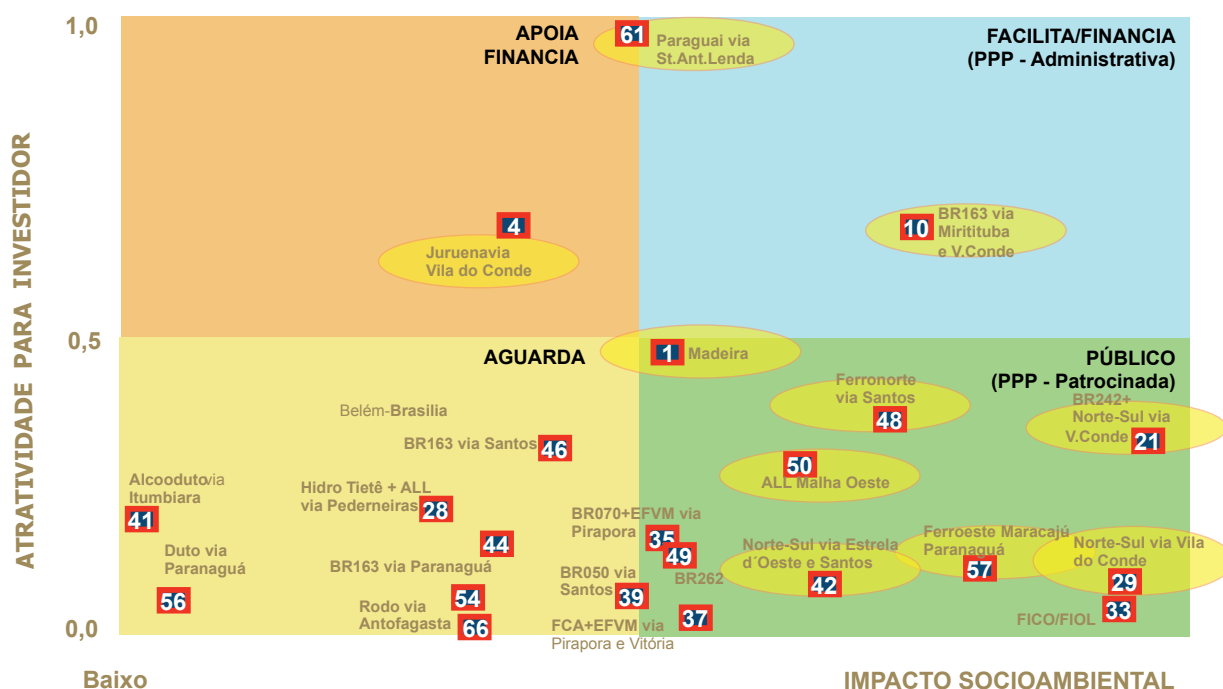 1,0
APOIA
FINANCIA
61
Paraguai via
St.Ant.Lenda
FACILITA/FINANCIA
(PPP - Administrativa)
4
Juruenavia
Vila do Conde
10
BR163 via
Miritituba
e V.Conde
ATRATIVIDADE PARA INVESTIDOR
0,5
AGUARDA
1
Madeira
PÚBLICO
(PPP - Patrocinada)
Ferronorte
via Santos
48
BR242+
Norte-Sul via
V.Conde
21
Belém-Brasilia
BR163 via Santos
46
50
ALL Malha Oeste
Alcooduto via
Itumbiara
41
Hidro Tietê + ALL
via Pederneiras
28
44
BR163 via Paranaguá
BR070+EFVM via
Pirapora
35
49
BR262
Norte-Sul via Estrela
d´Oeste e Santos
42
Ferroeste Maracajú
Paranaguá
57
Norte-Sul via Vila
do Conde
29
Duto via
Paranaguá
56
54
Rodo via
Antofagasta
66
BR050 via
Santos
39
37
FCA+EFVM via
Pirapora e Vitória
33
FICO/FIOL
0,0
Baixo
IMPACTO SOCIOAMBIENTAL